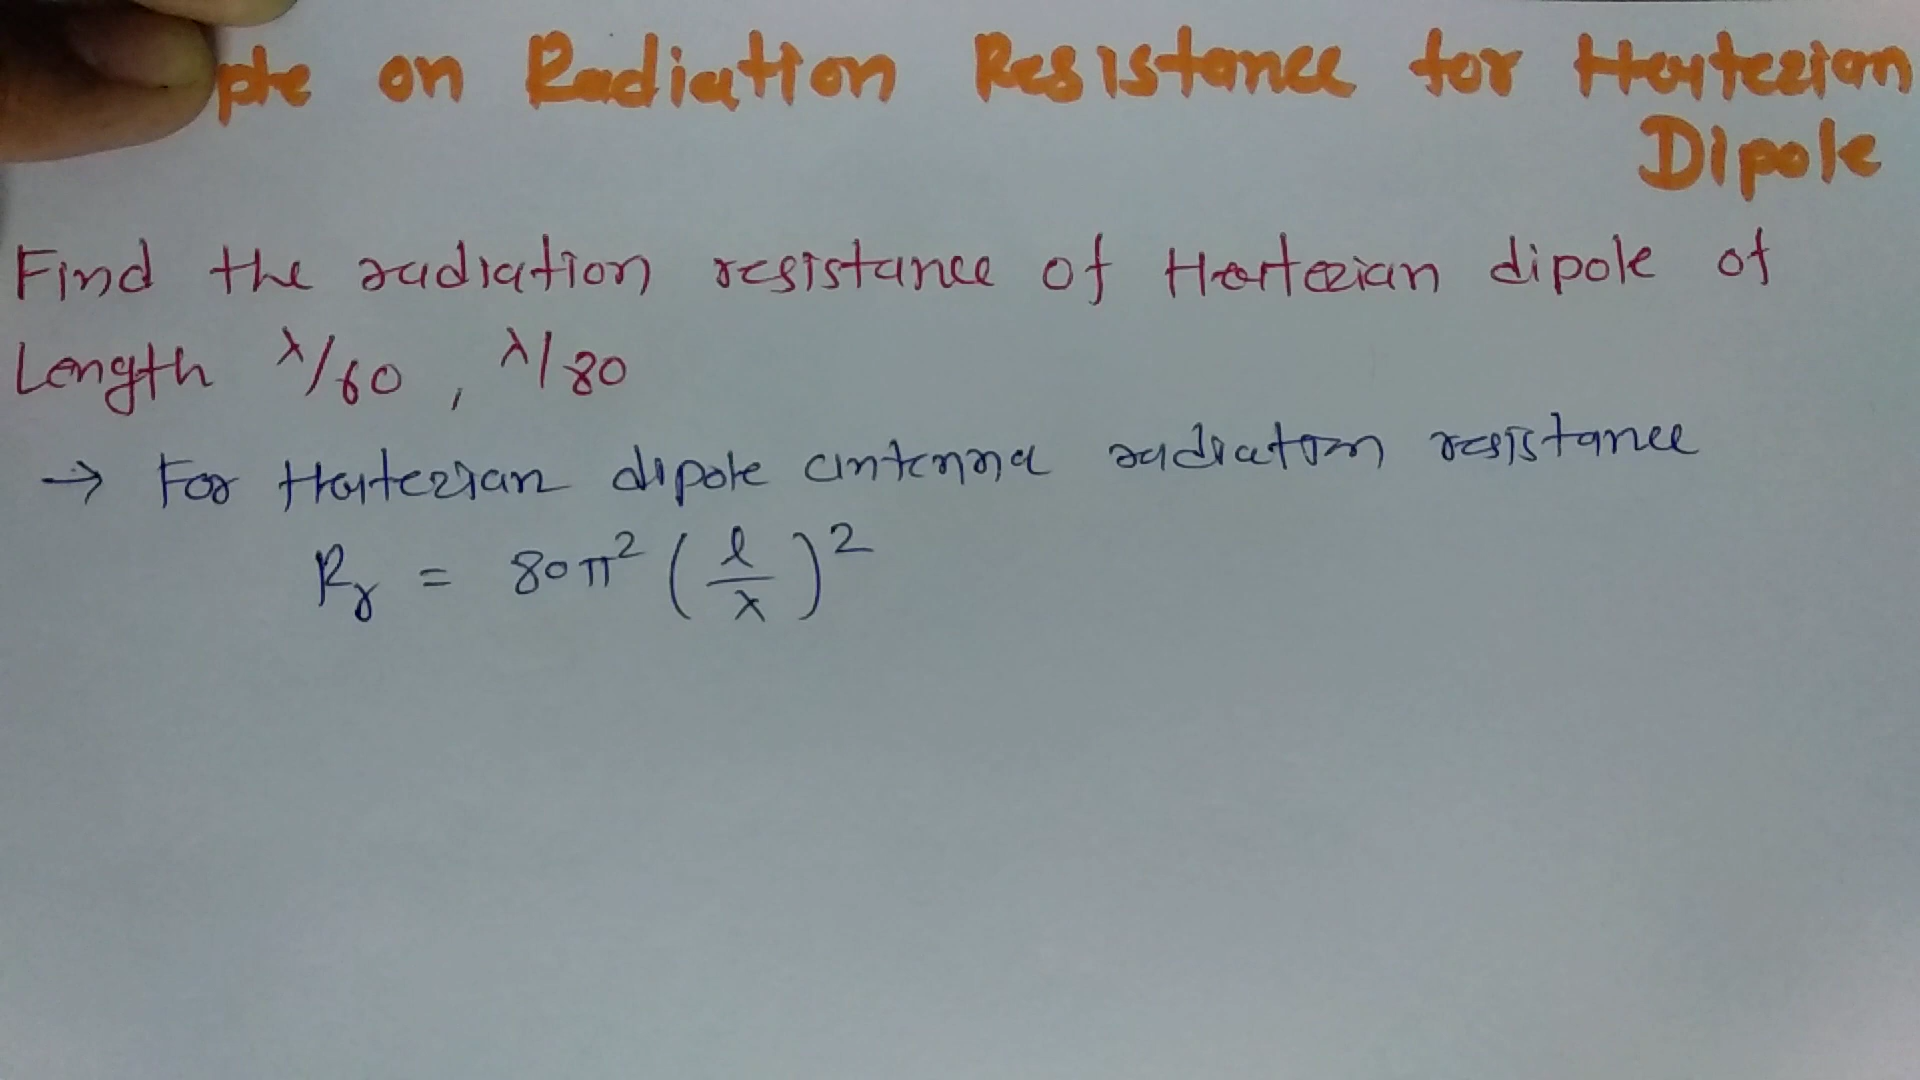 ple on Radiation Resistance for Hertezian
Dipole
Find the radiation resistance of Hertezian dipole of
Length λ/60 , λ/80
→ For Hertezian dipole antenna radiation resistance
Rr = 80π² (l/λ)²